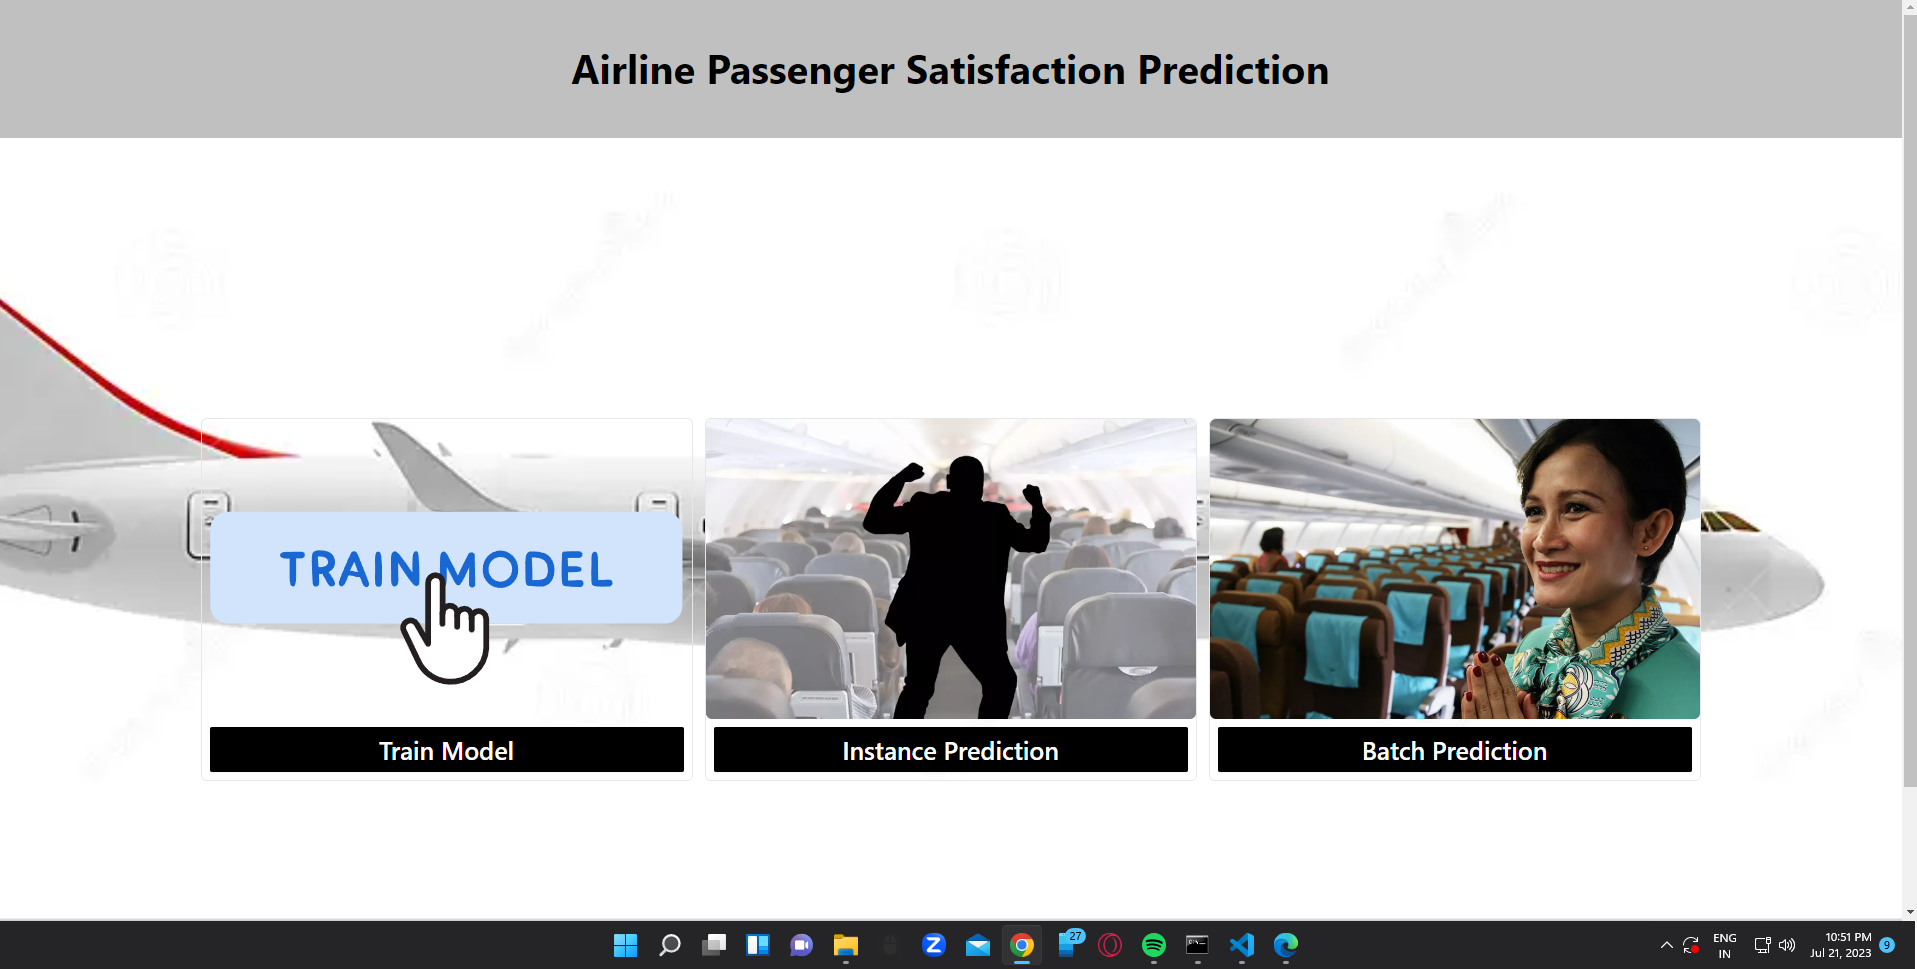 Airline Passenger Satisfaction Prediction
TRAIN MODEL
Train Model
Instance Prediction
Batch Prediction
27
ENG
IN
10:51 PM
Jul 21, 2023
9